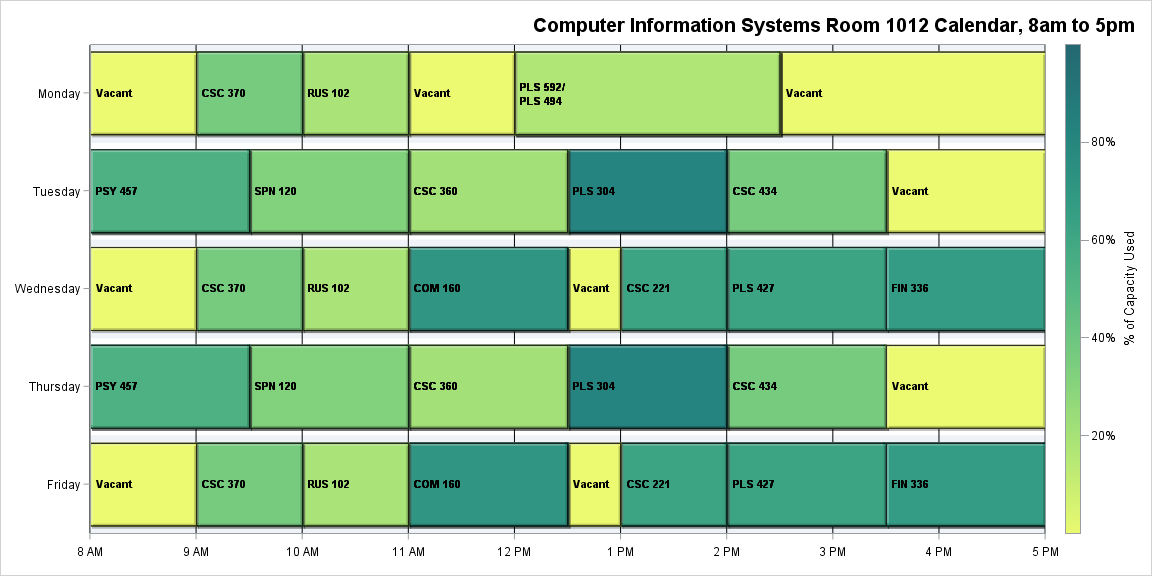 Computer Information Systems Room 1012 Calendar, 8am to 5pm
Monday
Vacant
CSC 370
RUS 102
Vacant
PLS 592/
PLS 494
Vacant
Tuesday
PSY 457
SPN 120
CSC 360
PLS 304
CSC 434
Vacant
Wednesday
Vacant
CSC 370
RUS 102
COM 160
Vacant
CSC 221
PLS 427
FIN 336
Thursday
PSY 457
SPN 120
CSC 360
PLS 304
CSC 434
Vacant
Friday
Vacant
CSC 370
RUS 102
COM 160
Vacant
CSC 221
PLS 427
FIN 336
8 AM
9 AM
10 AM
11 AM
12 PM
1 PM
2 PM
3 PM
4 PM
5 PM
80%
60%
40%
20%
% of Capacity Used